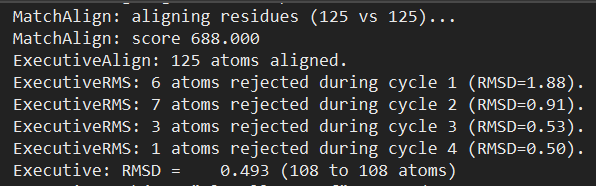 MatchAlign: aligning residues (125 vs 125)...
MatchAlign: score 688.000
ExecutiveAlign: 125 atoms aligned.
ExecutiveRMS: 6 atoms rejected during cycle 1 (RMSD=1.88).
ExecutiveRMS: 7 atoms rejected during cycle 2 (RMSD=0.91).
ExecutiveRMS: 3 atoms rejected during cycle 3 (RMSD=0.53).
ExecutiveRMS: 1 atoms rejected during cycle 4 (RMSD=0.50).
Executive: RMSD =    0.493 (108 to 108 atoms)